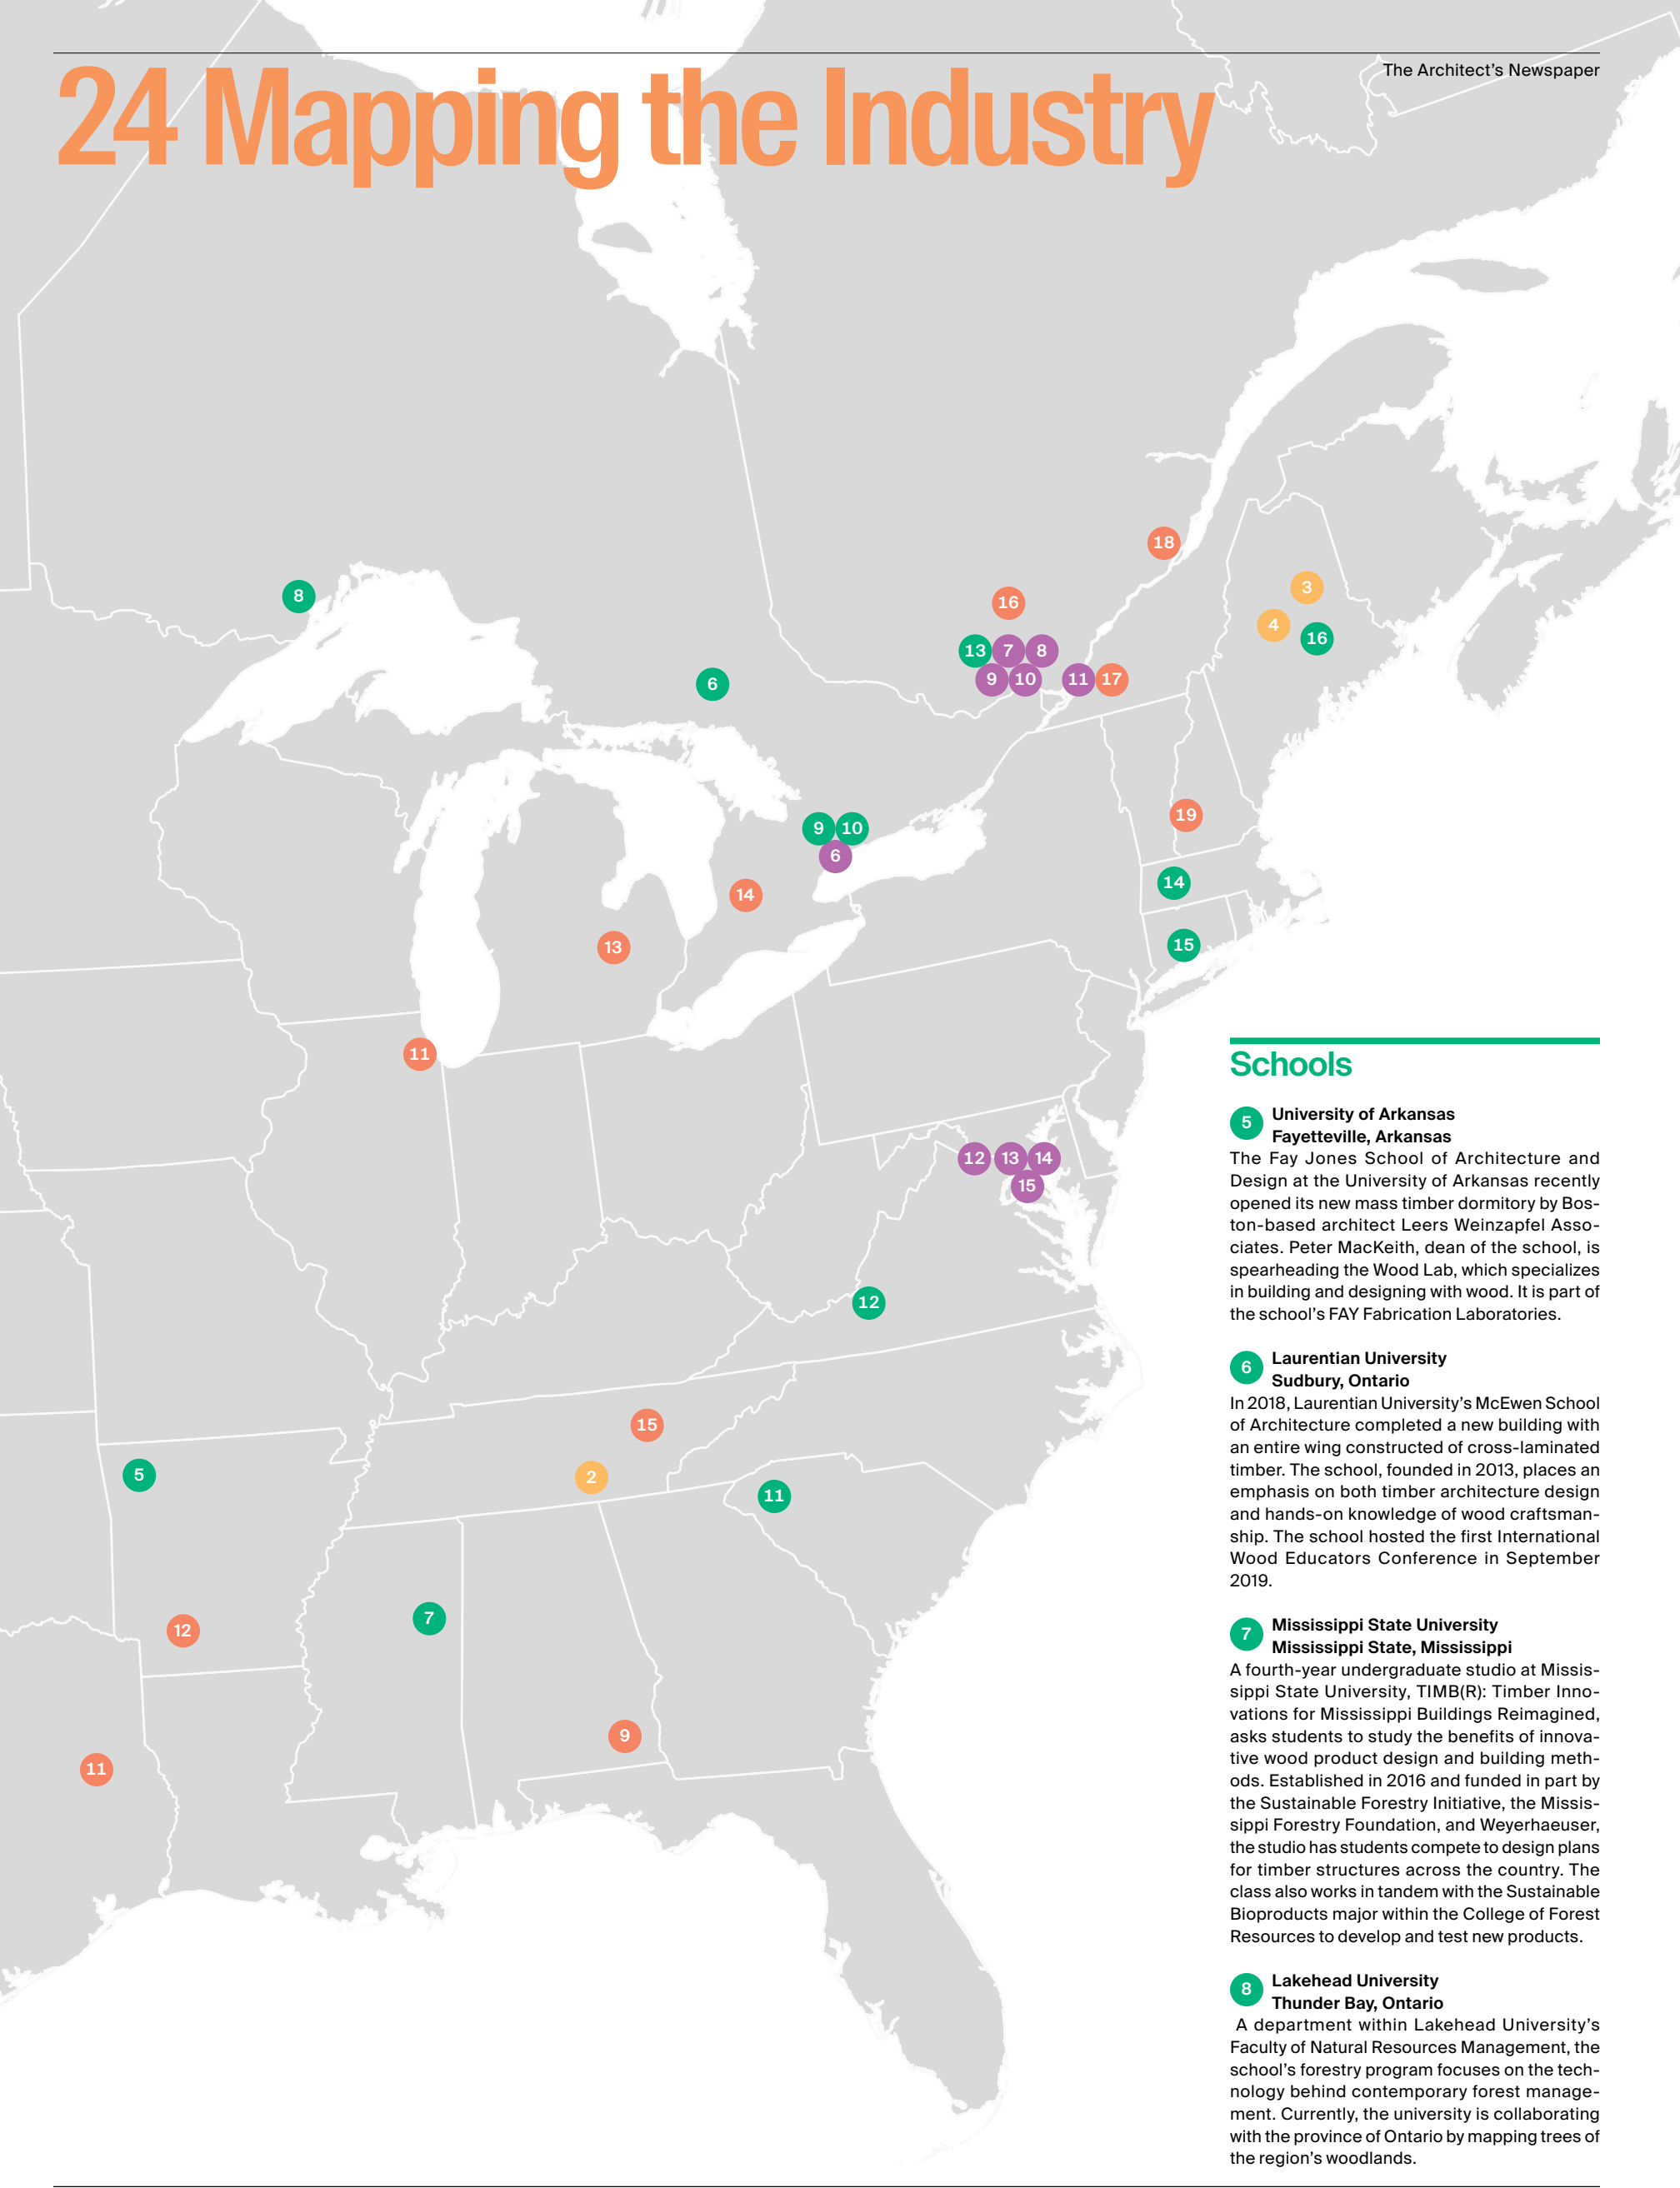 The Architect's Newspaper
24 Mapping the Industry
18
3
8
16
4
16
13 7 8
9 10 11 17
6
19
9 10
6
14
14
13
15
11
12 13 14
15
12
15
5
2
11
7
12
9
11
Schools
5 University of Arkansas
Fayetteville, Arkansas
The Fay Jones School of Architecture and
Design at the University of Arkansas recently
opened its new mass timber dormitory by Bos-
ton-based architect Leers Weinzapfel Asso-
ciates. Peter MacKeith, dean of the school, is
spearheading the Wood Lab, which specializes
in building and designing with wood. It is part of
the school's FAY Fabrication Laboratories.
6 Laurentian University
Sudbury, Ontario
In 2018, Laurentian University's McEwen School
of Architecture completed a new building with
an entire wing constructed of cross-laminated
timber. The school, founded in 2013, places an
emphasis on both timber architecture design
and hands-on knowledge of wood craftsman-
ship. The school hosted the first International
Wood Educators Conference in September
2019.
7 Mississippi State University
Mississippi State, Mississippi
A fourth-year undergraduate studio at Missis-
sippi State University, TIMB(R): Timber Inno-
vations for Mississippi Buildings Reimagined,
asks students to study the benefits of innova-
tive wood product design and building meth-
ods. Established in 2016 and funded in part by
the Sustainable Forestry Initiative, the Missis-
sippi Forestry Foundation, and Weyerhaeuser,
the studio has students compete to design plans
for timber structures across the country. The
class also works in tandem with the Sustainable
Bioproducts major within the College of Forest
Resources to develop and test new products.
8 Lakehead University
Thunder Bay, Ontario
A department within Lakehead University's
Faculty of Natural Resources Management, the
school's forestry program focuses on the tech-
nology behind contemporary forest manage-
ment. Currently, the university is collaborating
with the province of Ontario by mapping trees of
the region's woodlands.